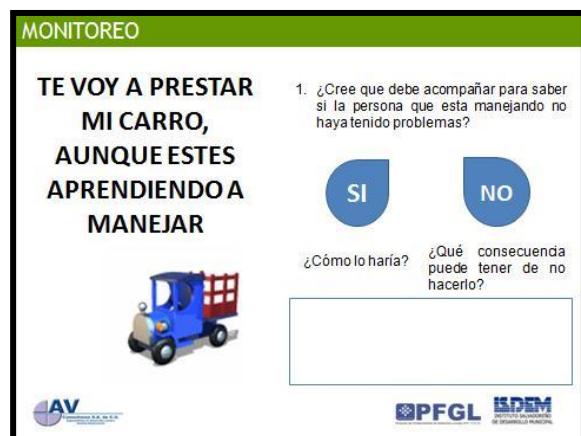 MONITOREO
TE VOY A PRESTAR
MI CARRO,
AUNQUE ESTES
APRENDIENDO A
MANEJAR
1. ¿Cree que debe acompañar para saber
si la persona que esta manejando no
haya tenido problemas?
SI
NO
¿Cómo lo haría?
¿Qué consecuencia
puede tener de no
hacerlo?
AV
Consultores S.A. de C.V.
PFGL
ISDEM
INSTITUTO SALVADOREÑO
DE DESARROLLO MUNICIPAL